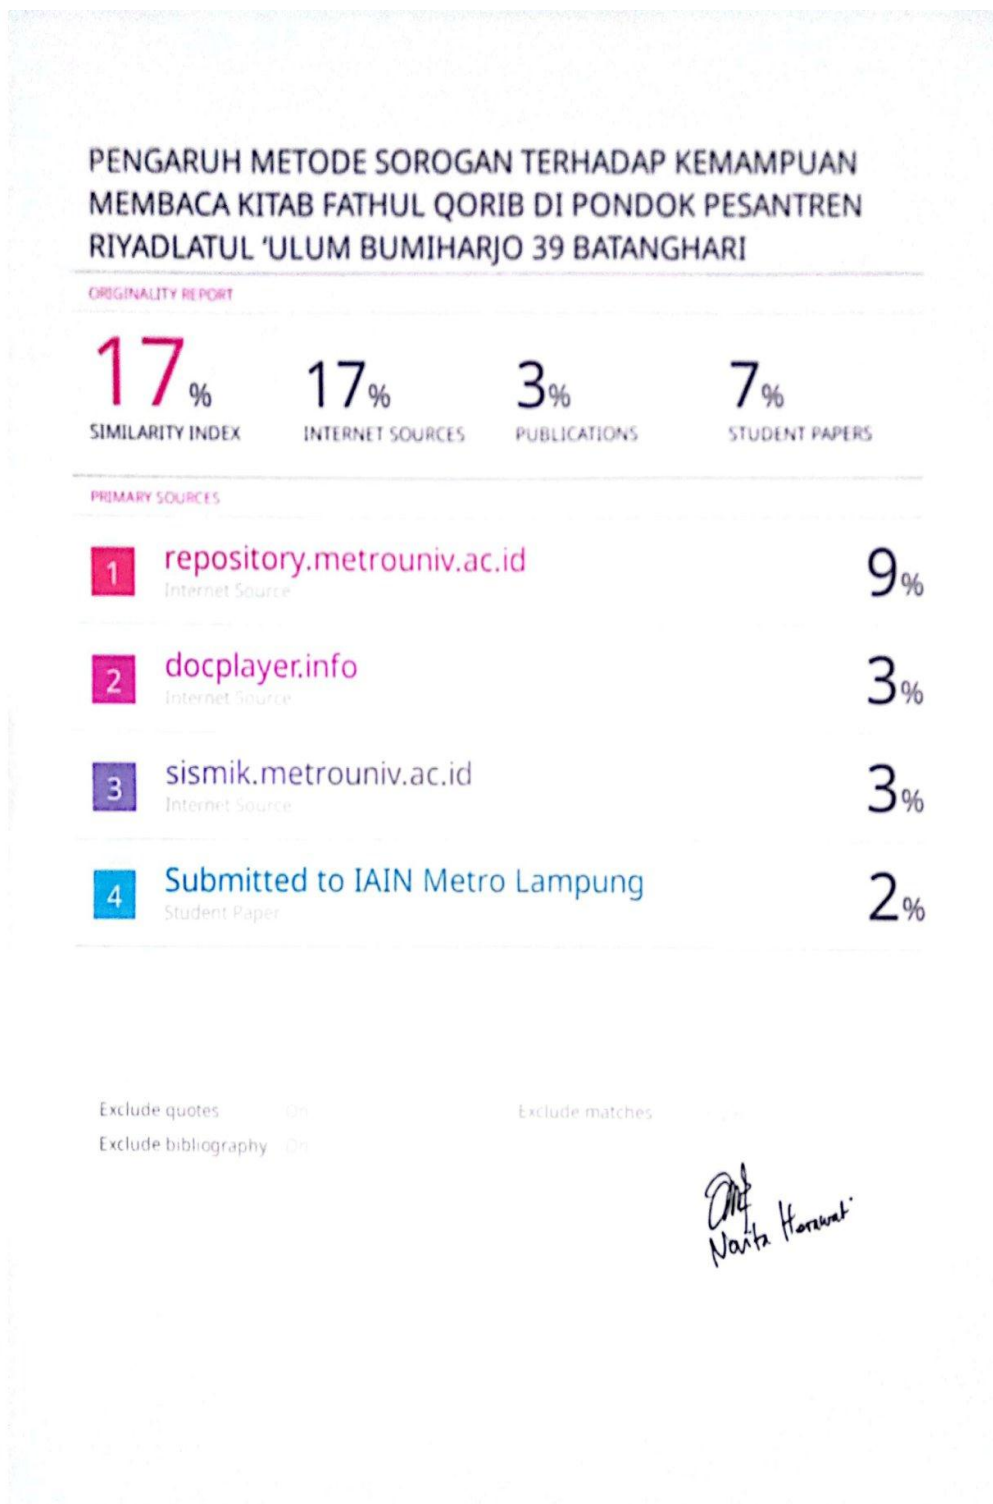 PENGARUH METODE SOROGAN TERHADAP KEMAMPUAN
MEMBACA KITAB FATHUL QORIB DI PONDOK PESANTREN
RIYADLATUL ‘ULUM BUMIHARJO 39 BATANGHARI
ORIGINALITY REPORT
17% 17% 3% 7%
SIMILARITY INDEX INTERNET SOURCES PUBLICATIONS STUDENT PAPERS
PRIMARY SOURCES
1 repository.metrouniv.ac.id 9%
Internet Source
2 docplayer.info 3%
Internet Source
3 sismik.metrouniv.ac.id 3%
Internet Source
4 Submitted to IAIN Metro Lampung 2%
Student Paper
Exclude quotes On Exclude matches
Exclude bibliography On
Novita Herawati